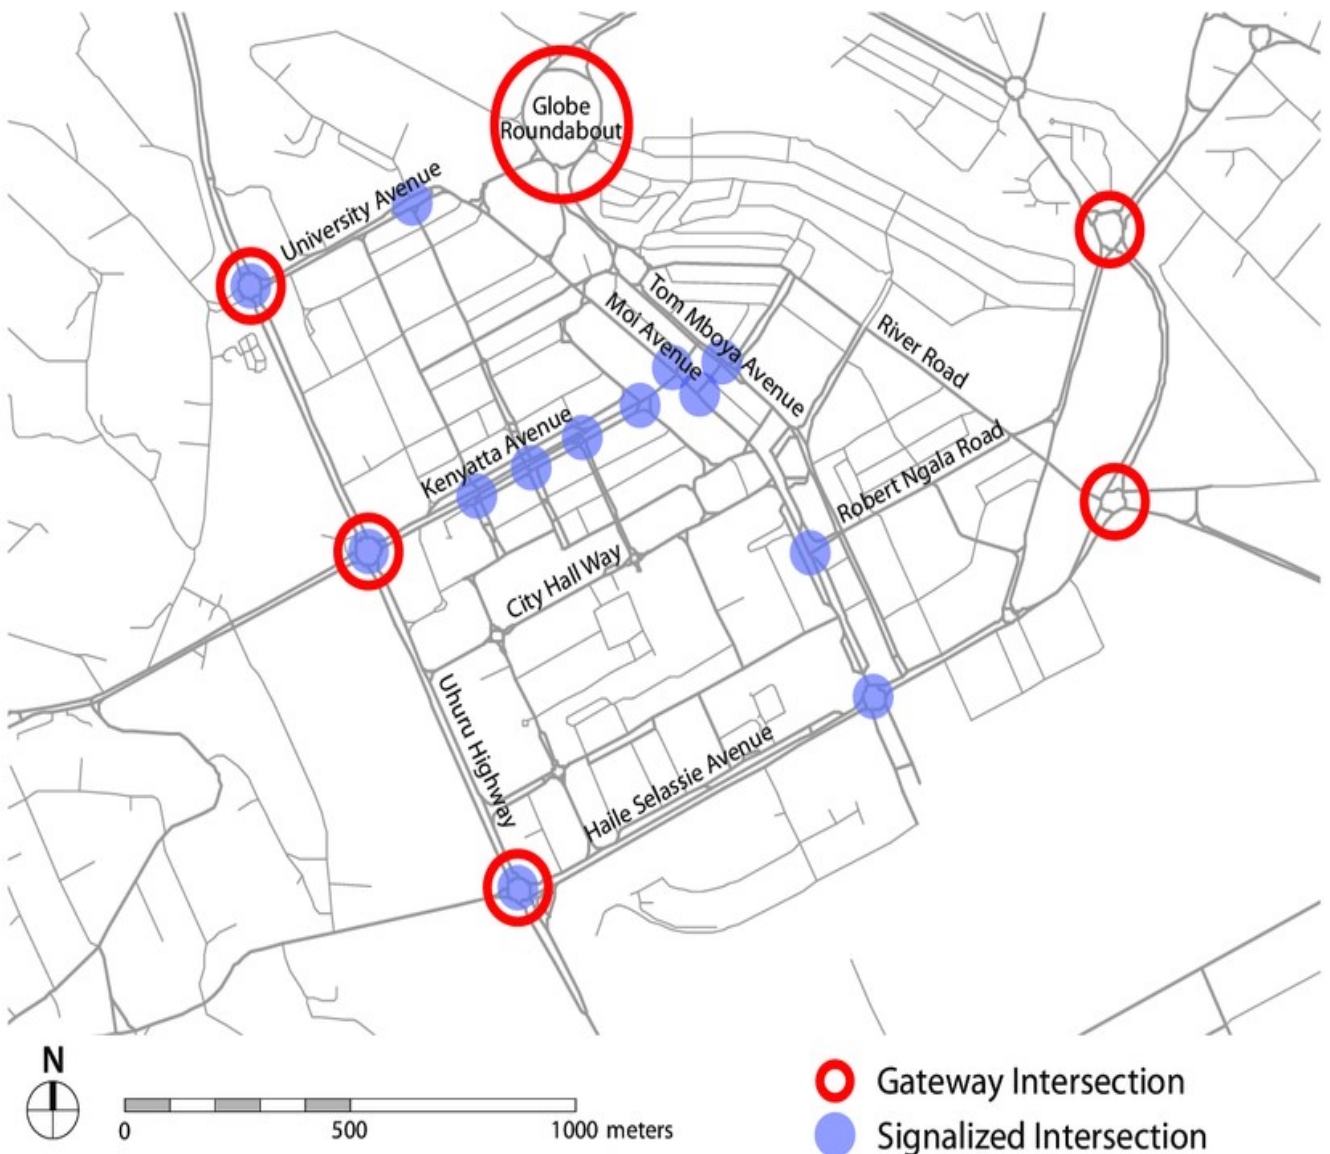 Globe
Roundabout
University Avenue
Tom Mboya Avenue
Moi Avenue
River Road
Kenyatta Avenue
Robert Ngala Road
City Hall Way
Uhuru Highway
Haile Selassie Avenue
N
0 500 1000 meters
Gateway Intersection
Signalized Intersection